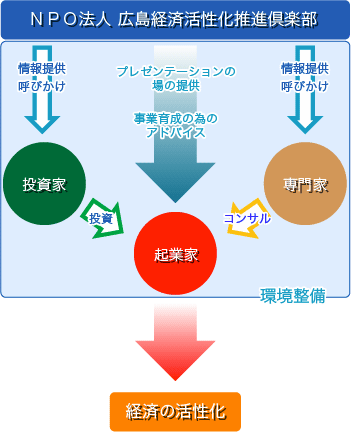 ＮＰＯ法人 広島経済活性化推進倶楽部
情報提供
呼びかけ
プレゼンテーションの
場の提供
事業育成の為の
アドバイス
情報提供
呼びかけ
投資家
専門家
投資
コンサル
起業家
環境整備
経済の活性化